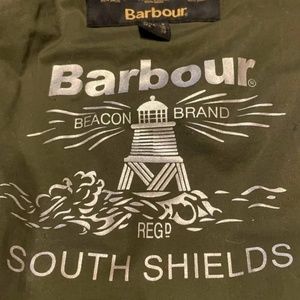 Barbour
Barbour®
BEACON BRAND
REGD
SOUTH SHIELDS